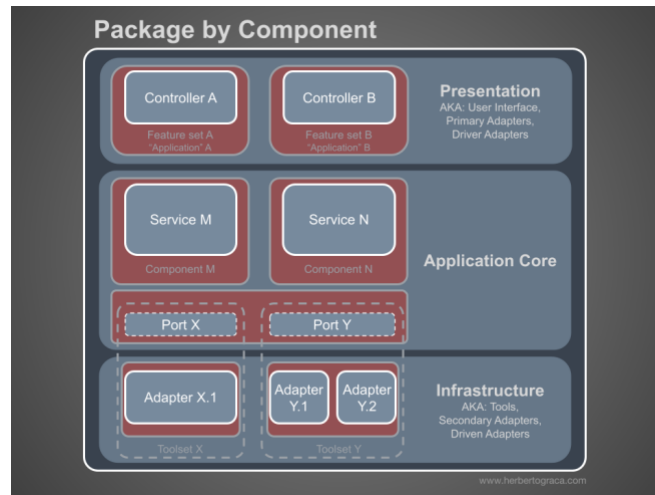 Package by Component
Controller A
Feature set A
"Application" A
Controller B
Feature set B
"Application" B
Presentation
AKA: User Interface,
Primary Adapters,
Driver Adapters
Service M
Component M
Service N
Component N
Application Core
Port X
Port Y
Adapter X.1
Toolset X
Adapter
Y.1
Adapter
Y.2
Toolset Y
Infrastructure
AKA: Tools,
Secondary Adapters,
Driven Adapters
www.herbertograca.com